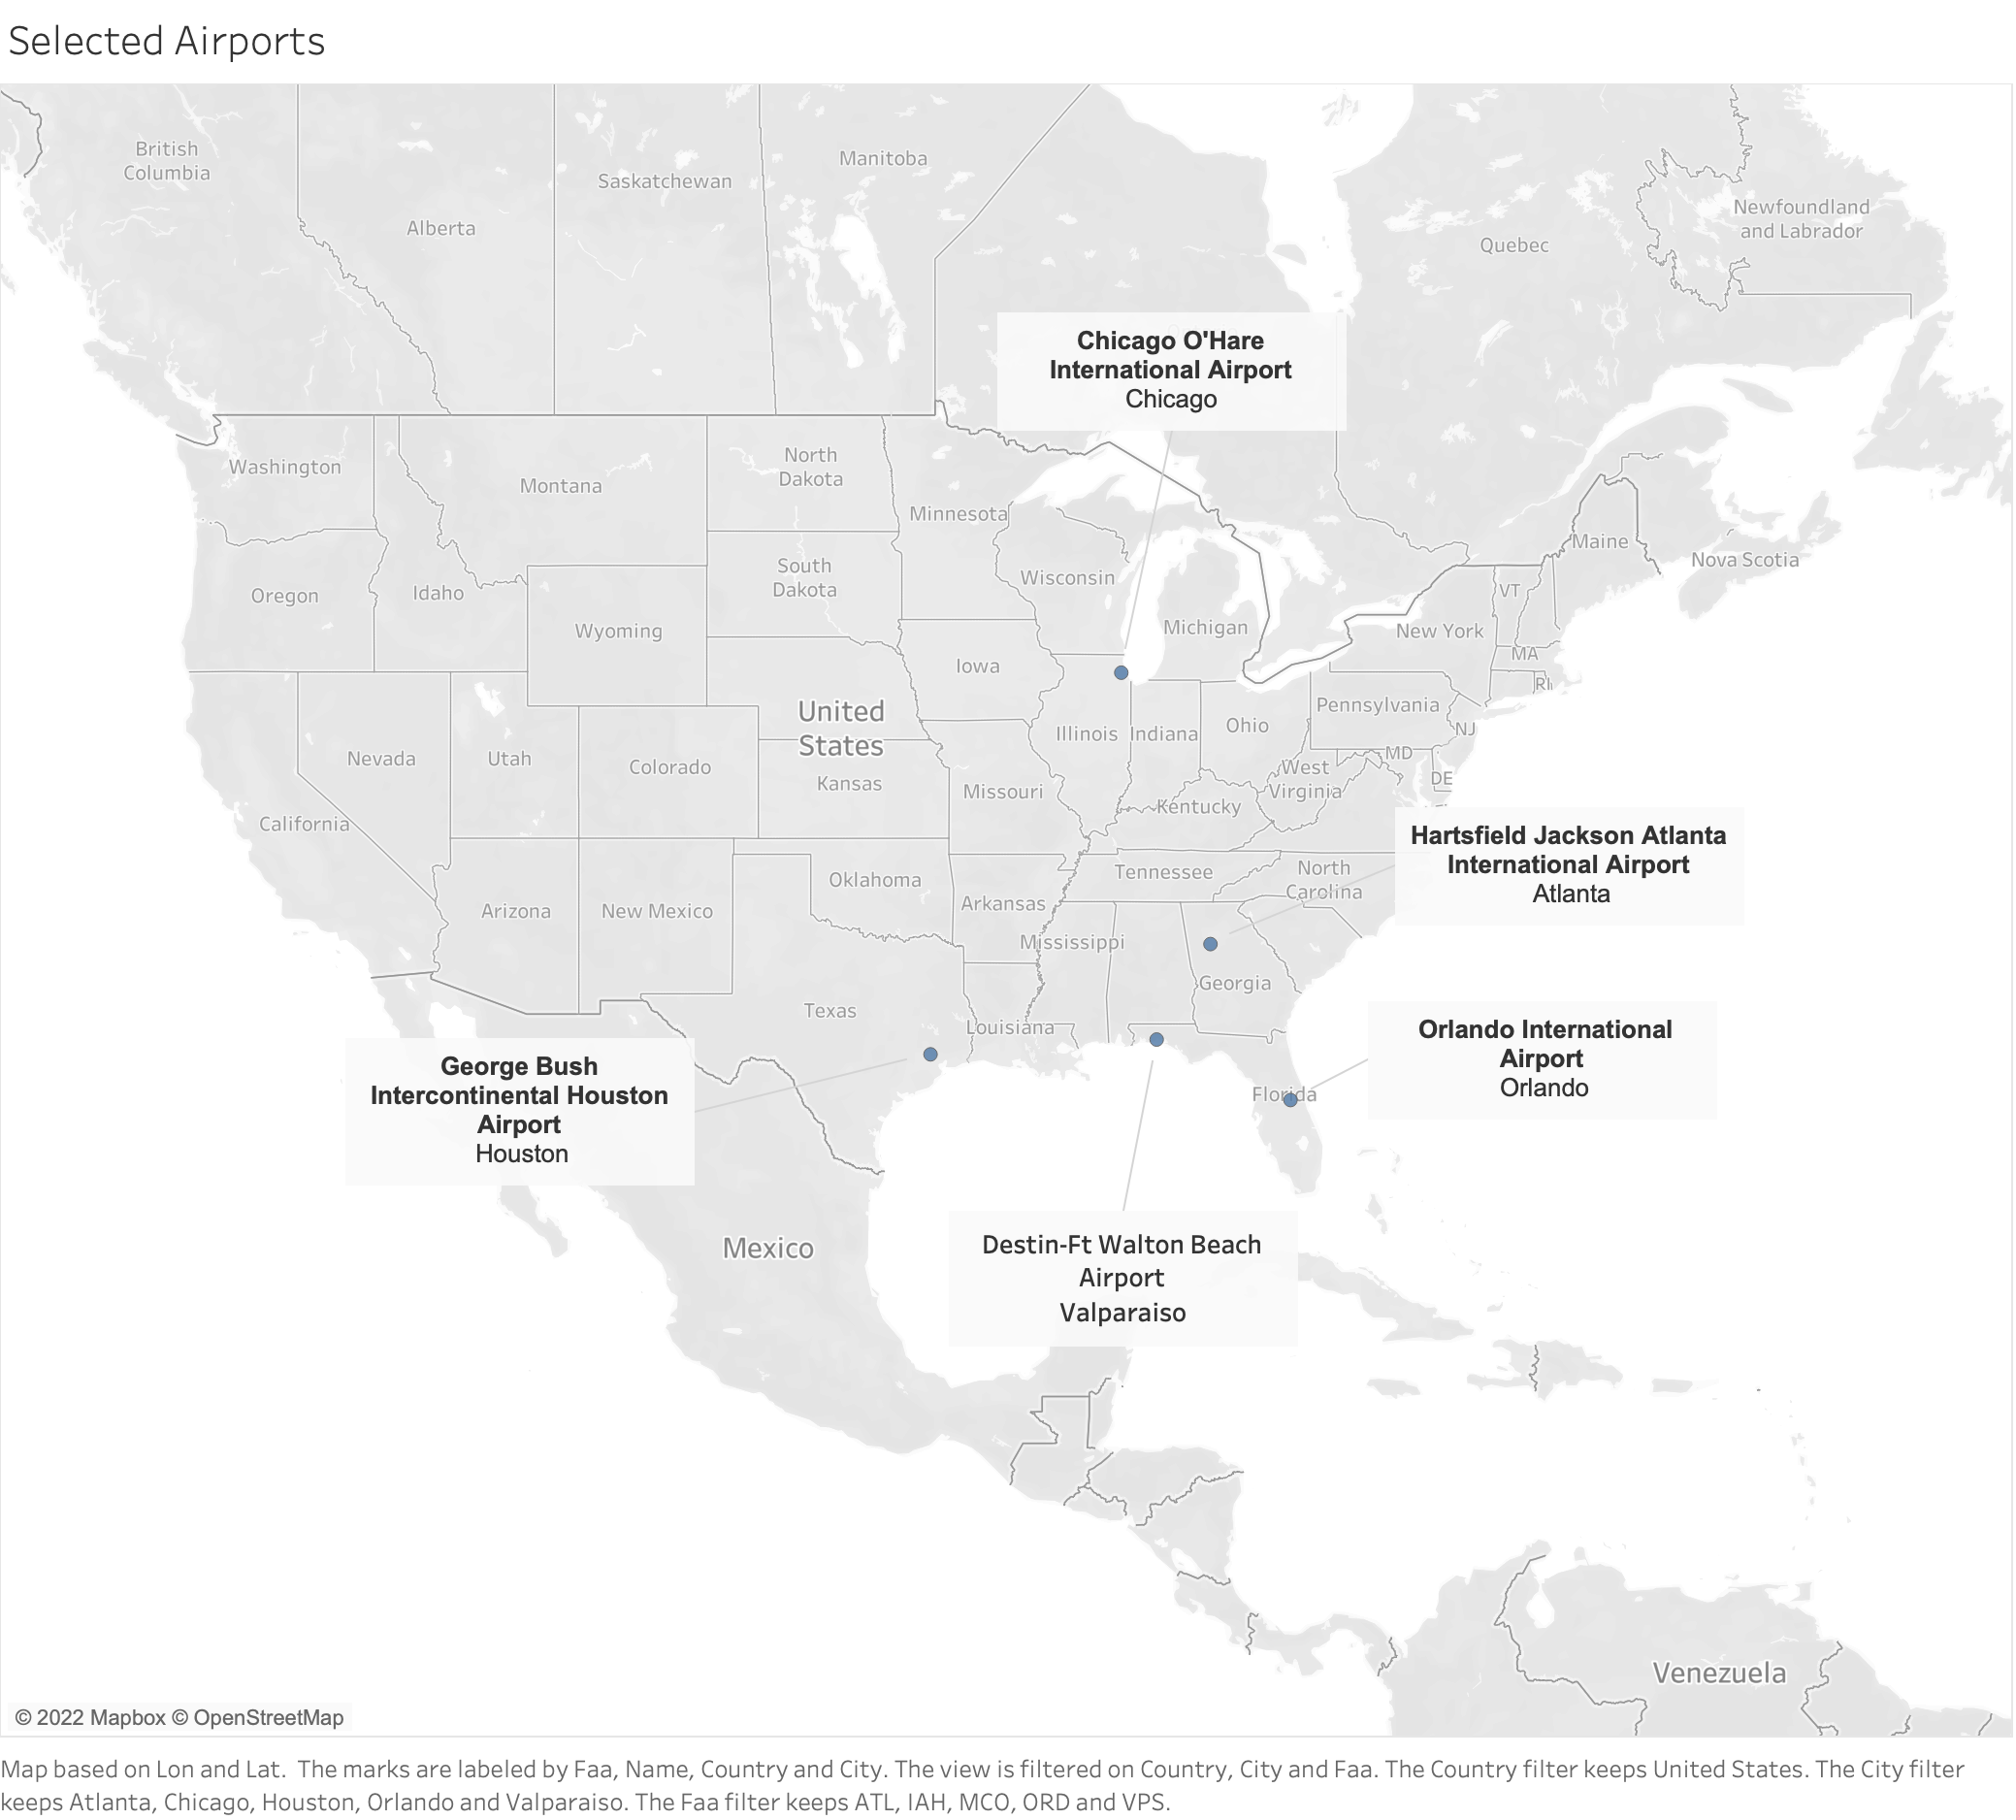 Selected Airports
British
Columbia
Alberta
Saskatchewan
Manitoba
Quebec
Newfoundland
and Labrador
Chicago O'Hare
International Airport
Chicago
Washington
Montana
North
Dakota
Minnesota
Maine
Nova Scotia
Oregon
Idaho
South
Dakota
Wisconsin
VT
Wyoming
Michigan
New York
MA
Iowa
RI
United
States
Pennsylvania
NJ
Nevada
Utah
Colorado
Kansas
Illinois
Indiana
Ohio
MD
DE
West
Virginia
California
Missouri
Kentucky
Hartsfield Jackson Atlanta
International Airport
Atlanta
Arizona
New Mexico
Oklahoma
Arkansas
Tennessee
North
Carolina
Mississippi
Georgia
Texas
Louisiana
Orlando International
Airport
Orlando
Florida
George Bush
Intercontinental Houston
Airport
Houston
Mexico
Destin-Ft Walton Beach
Airport
Valparaiso
Venezuela
© 2022 Mapbox © OpenStreetMap
Map based on Lon and Lat.  The marks are labeled by Faa, Name, Country and City. The view is filtered on Country, City and Faa. The Country filter keeps United States. The City filter
keeps Atlanta, Chicago, Houston, Orlando and Valparaiso. The Faa filter keeps ATL, IAH, MCO, ORD and VPS.